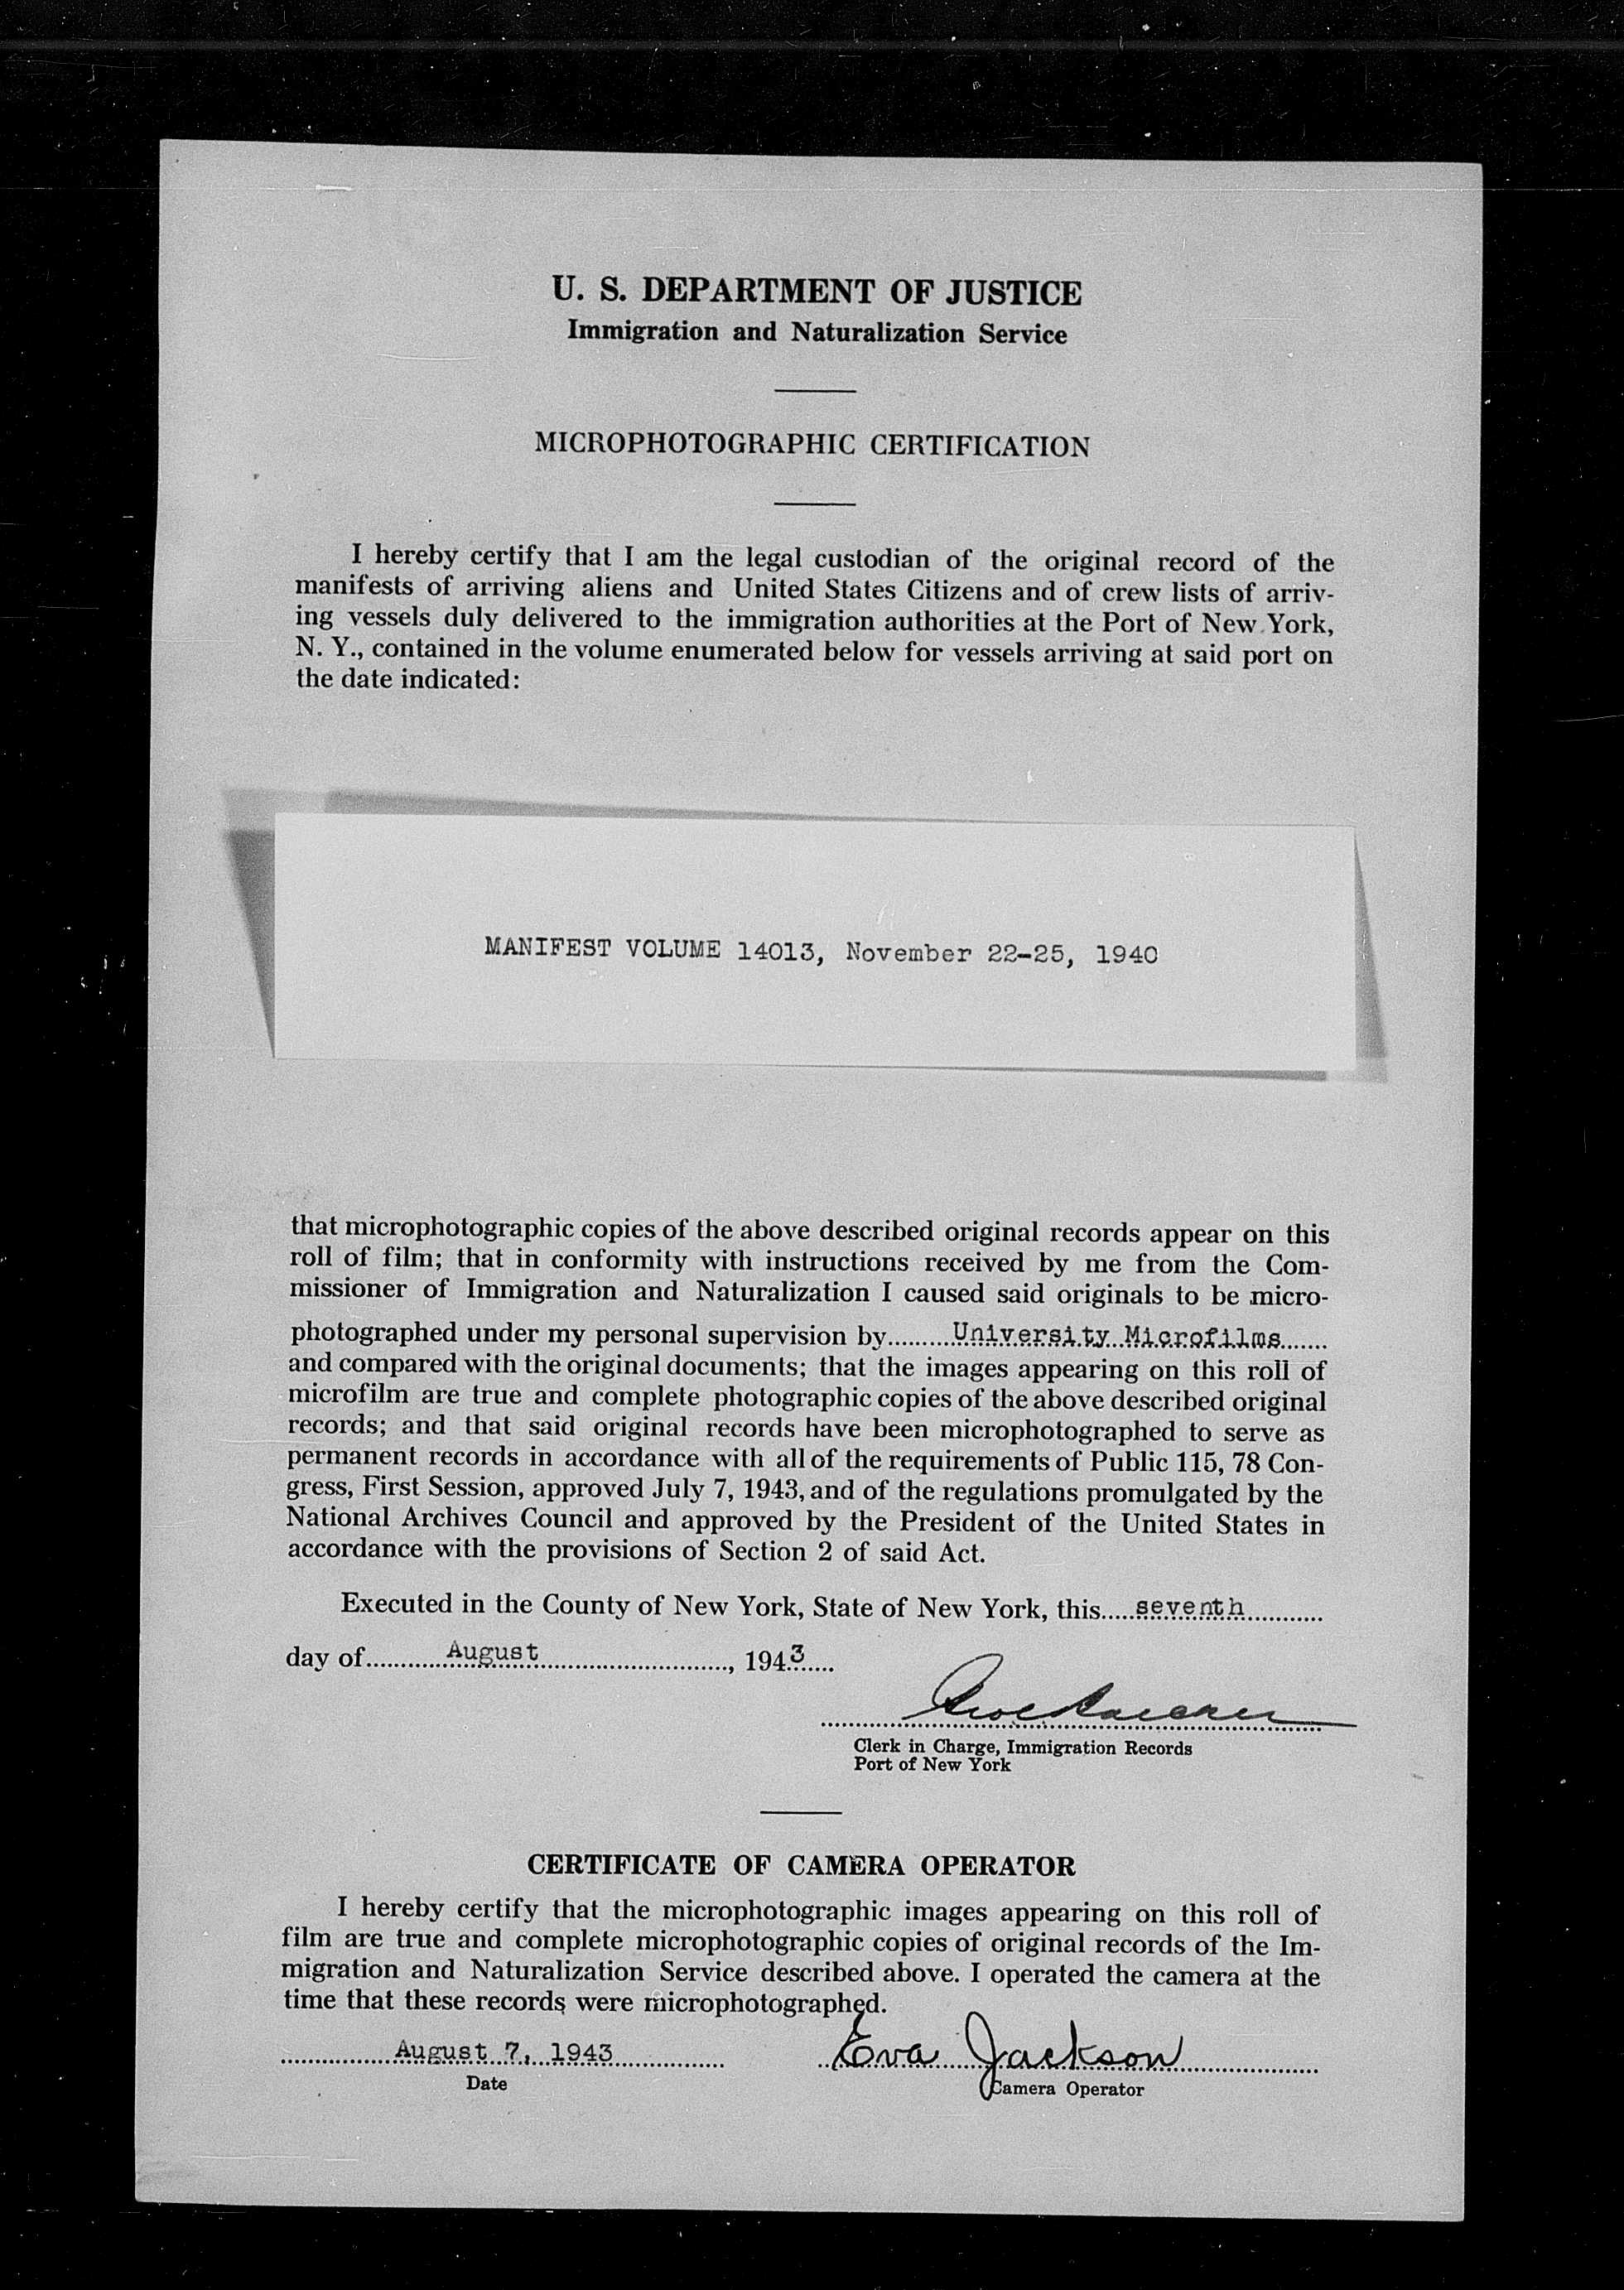 U. S. DEPARTMENT OF JUSTICE
Immigration and Naturalization Service
MICROPHOTOGRAPHIC CERTIFICATION
I hereby certify that I am the legal custodian of the original record of the
manifests of arriving aliens and United States Citizens and of crew lists of arriv-
ing vessels duly delivered to the immigration authorities at the Port of New York,
N. Y., contained in the volume enumerated below for vessels arriving at said port on
the date indicated:
MANIFEST VOLUME 14013, November 22-25, 1940
that microphotographic copies of the above described original records appear on this
roll of film; that in conformity with instructions received by me from the Com-
missioner of Immigration and Naturalization I caused said originals to be micro-
photographed under my personal supervision by.........University Microfilms.......
and compared with the original documents; that the images appearing on this roll of
microfilm are true and complete photographic copies of the above described original
records; and that said original records have been microphotographed to serve as
permanent records in accordance with all of the requirements of Public 115, 78 Con-
gress, First Session, approved July 7, 1943, and of the regulations promulgated by the
National Archives Council and approved by the President of the United States in
accordance with the provisions of Section 2 of said Act.
Executed in the County of New York, State of New York, this.....seventh...........
day of............August............................, 1943.....
Clerk in Charge, Immigration Records
Port of New York
CERTIFICATE OF CAMERA OPERATOR
I hereby certify that the microphotographic images appearing on this roll of
film are true and complete microphotographic copies of original records of the Im-
migration and Naturalization Service described above. I operated the camera at the
time that these records were microphotographed.
August 7, 1943 Eva Jackson
Date Camera Operator